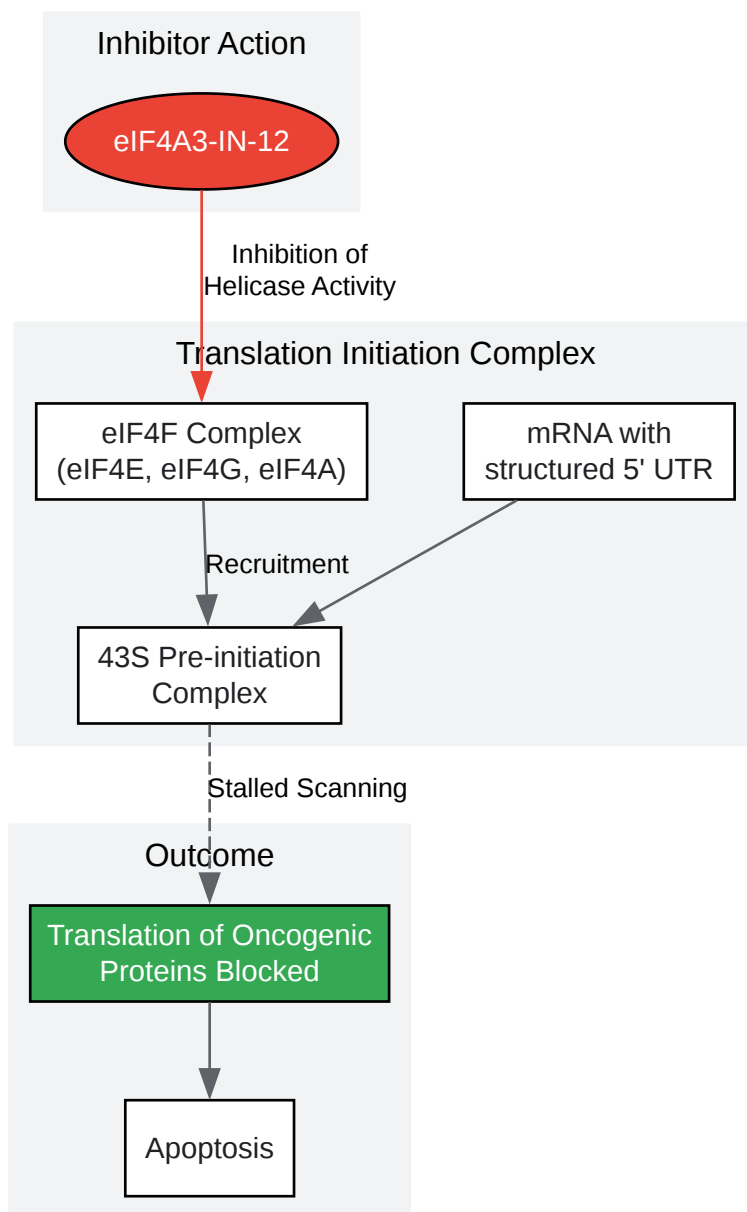 Inhibitor Action
eIF4A3-IN-12
Inhibition of
Helicase Activity
Translation Initiation Complex
eIF4F Complex
(eIF4E, eIF4G, eIF4A)
mRNA with
structured 5' UTR
Recruitment
43S Pre-initiation
Complex
Stalled Scanning
Outcome
Translation of Oncogenic
Proteins Blocked
Apoptosis